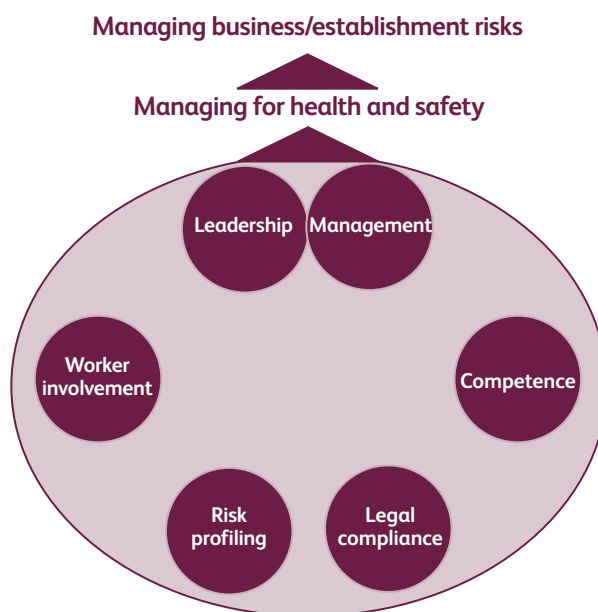 Managing business/establishment risks
Managing for health and safety
Leadership
Management
Worker
involvement
Competence
Risk
profiling
Legal
compliance